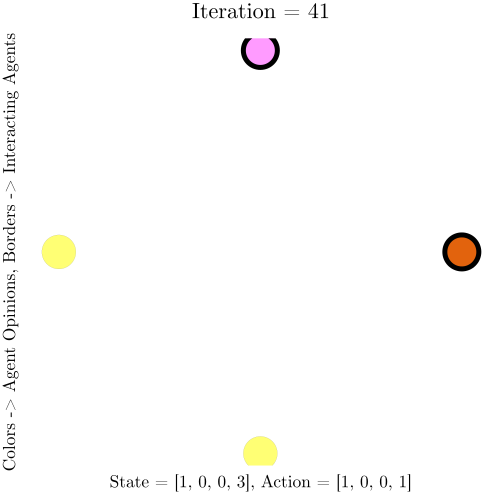 Iteration = 41
Colors -> Agent Opinions, Borders -> Interacting Agents
State = [1, 0, 0, 3], Action = [1, 0, 0, 1]